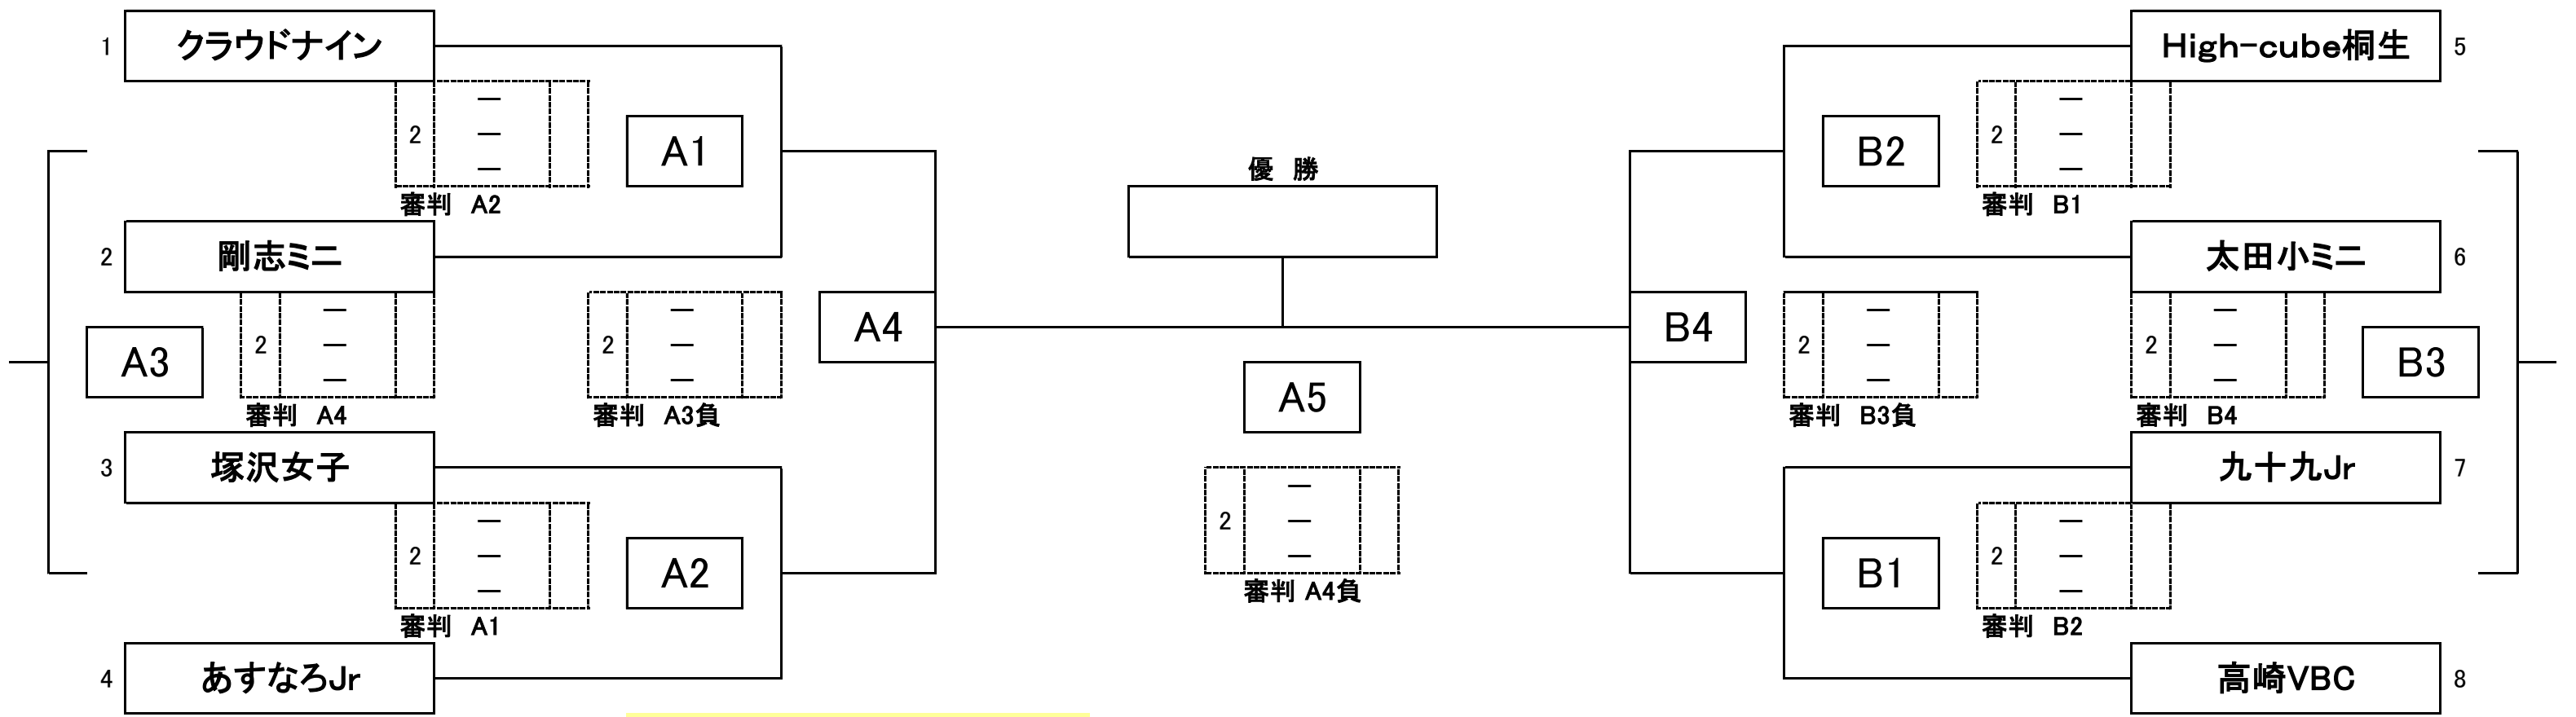 1 クラウドナイン
High-cube桐生 5
2 — — —
A1
審判 A2
B2
2 — — —
審判 B1
優 勝
2 剛志ミニ
太田小ミニ 6
A3
2 — — —
審判 A4
2 — — —
審判 A3負
A4
B4
2 — — —
審判 B3負
2 — — —
審判 B4
B3
A5
2 — — —
審判 A4負
3 塚沢女子
九十九Jr 7
2 — — —
A2
審判 A1
B1
2 — — —
審判 B2
4 あすなろJr
高崎VBC 8